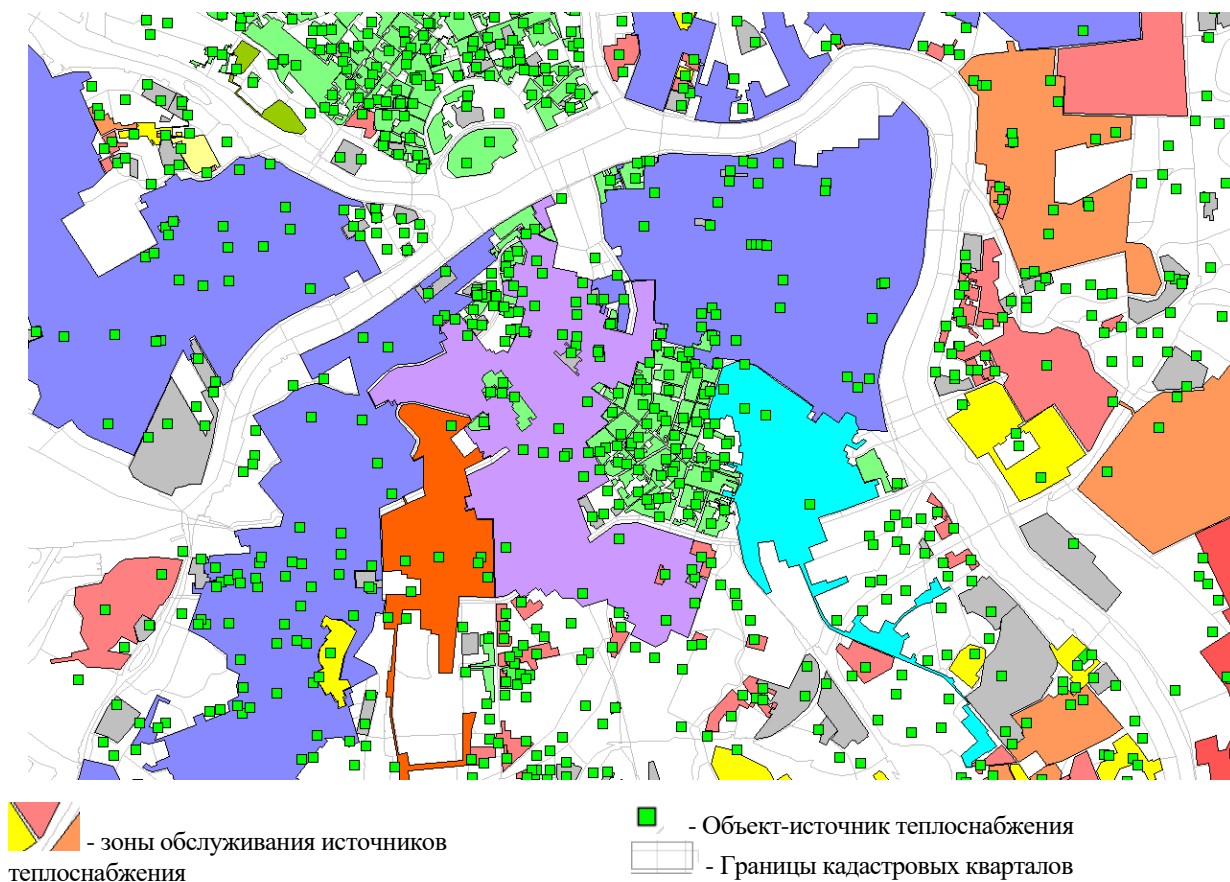 - зоны обслуживания источников
теплоснабжения
- Объект-источник теплоснабжения
- Границы кадастровых кварталов